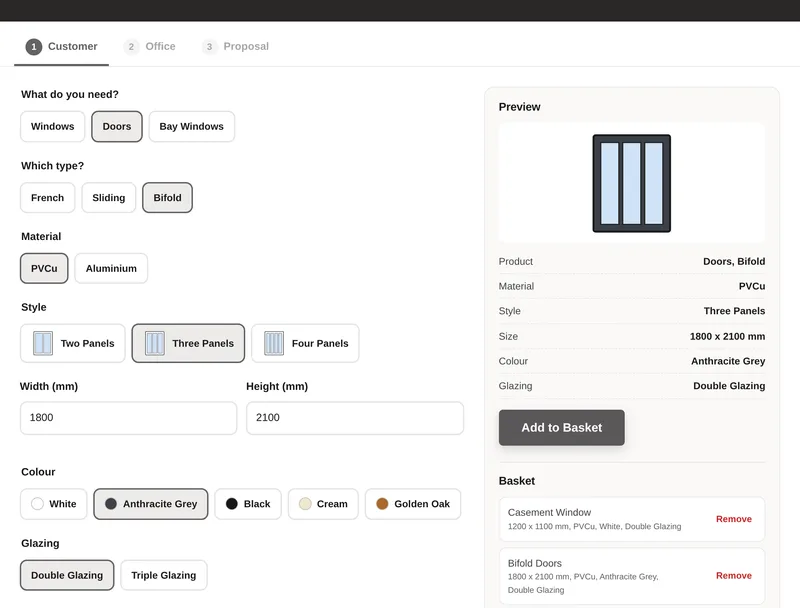 1 Customer 2 Office 3 Proposal
What do you need?
Windows Doors Bay Windows
Which type?
French Sliding Bifold
Material
PVCu Aluminium
Style
Two Panels Three Panels Four Panels
Width (mm) Height (mm)
1800 2100
Colour
White Anthracite Grey Black Cream Golden Oak
Glazing
Double Glazing Triple Glazing
Preview
Product Doors, Bifold
Material PVCu
Style Three Panels
Size 1800 x 2100 mm
Colour Anthracite Grey
Glazing Double Glazing
Add to Basket
Basket
Casement Window
1200 x 1100 mm, PVCu, White, Double Glazing
Remove
Bifold Doors
1800 x 2100 mm, PVCu, Anthracite Grey,
Double Glazing
Remove